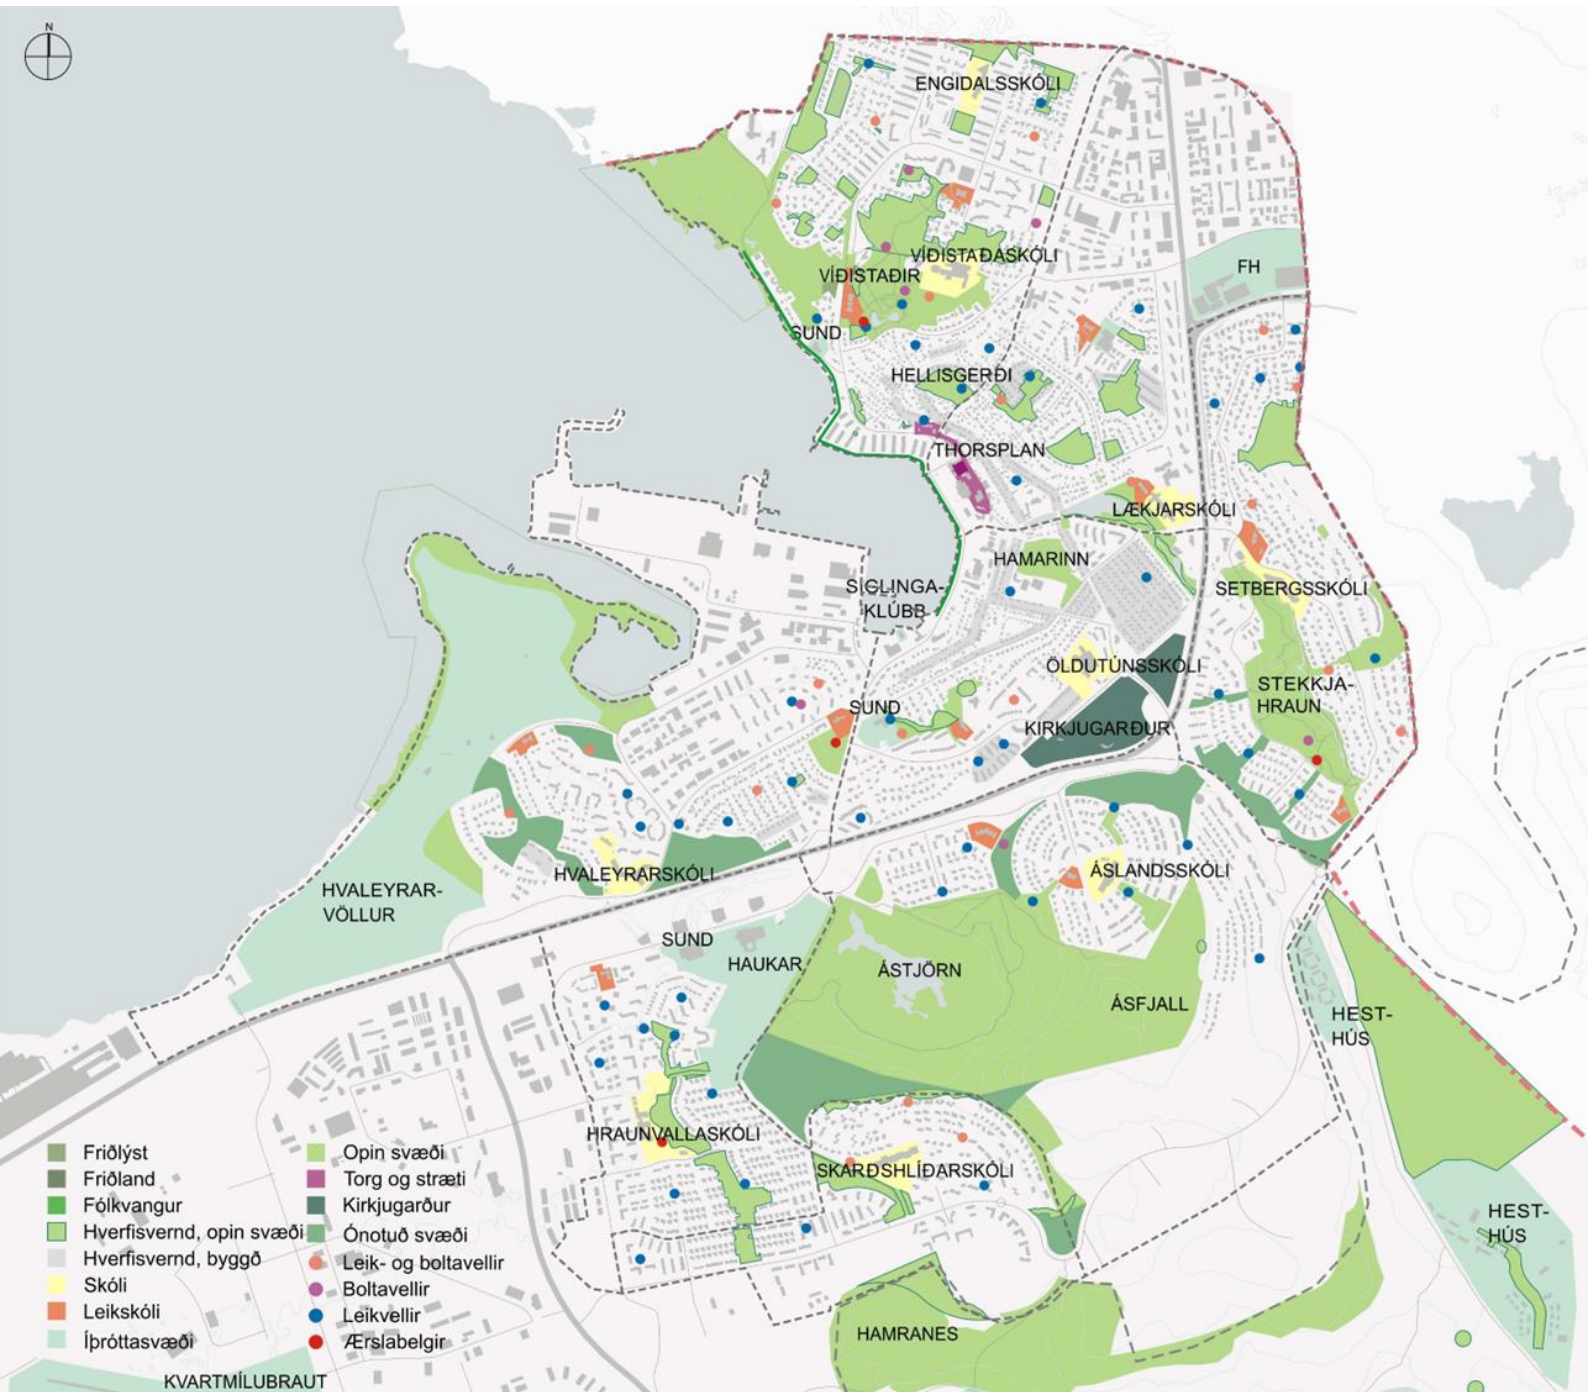 N
ENGIDALSSKÓLI
VÍÐISTAÐASKÓLI
FH
VÍÐISTAÐIR
SUND
HELLISGERÐI
THORSPLAN
LÆKJARSKÓLI
HAMARINN
SIGLINGA-
KLÚBB
SETBERGSSKÓLI
ÖLDUTÚNSSKÓLI
STEKKJA-
HRAUN
SUND
KIRKJUGARÐUR
HVALEYRARSKÓLI
ÁSLANDSSKÓLI
HVALEYRAR-
VÖLLUR
SUND
HAUKAR
ÁSTJÖRN
ÁSFJALL
HEST-
HÚS
HRAUNVALLASKÓLI
SKARÐSHLÍÐARSKÓLI
HEST-
HÚS
HAMRANES
KVARTMÍLUBRAUT
Friðlýst
Friðland
Fólkvangur
Hverfisvernd, opin svæði
Hverfisvernd, byggð
Skóli
Leikskóli
Íþróttasvæði
Opin svæði
Torg og stræti
Kirkjugarður
Ónotuð svæði
Leik- og boltavellir
Boltavellir
Leikvellir
Ærslabelgir